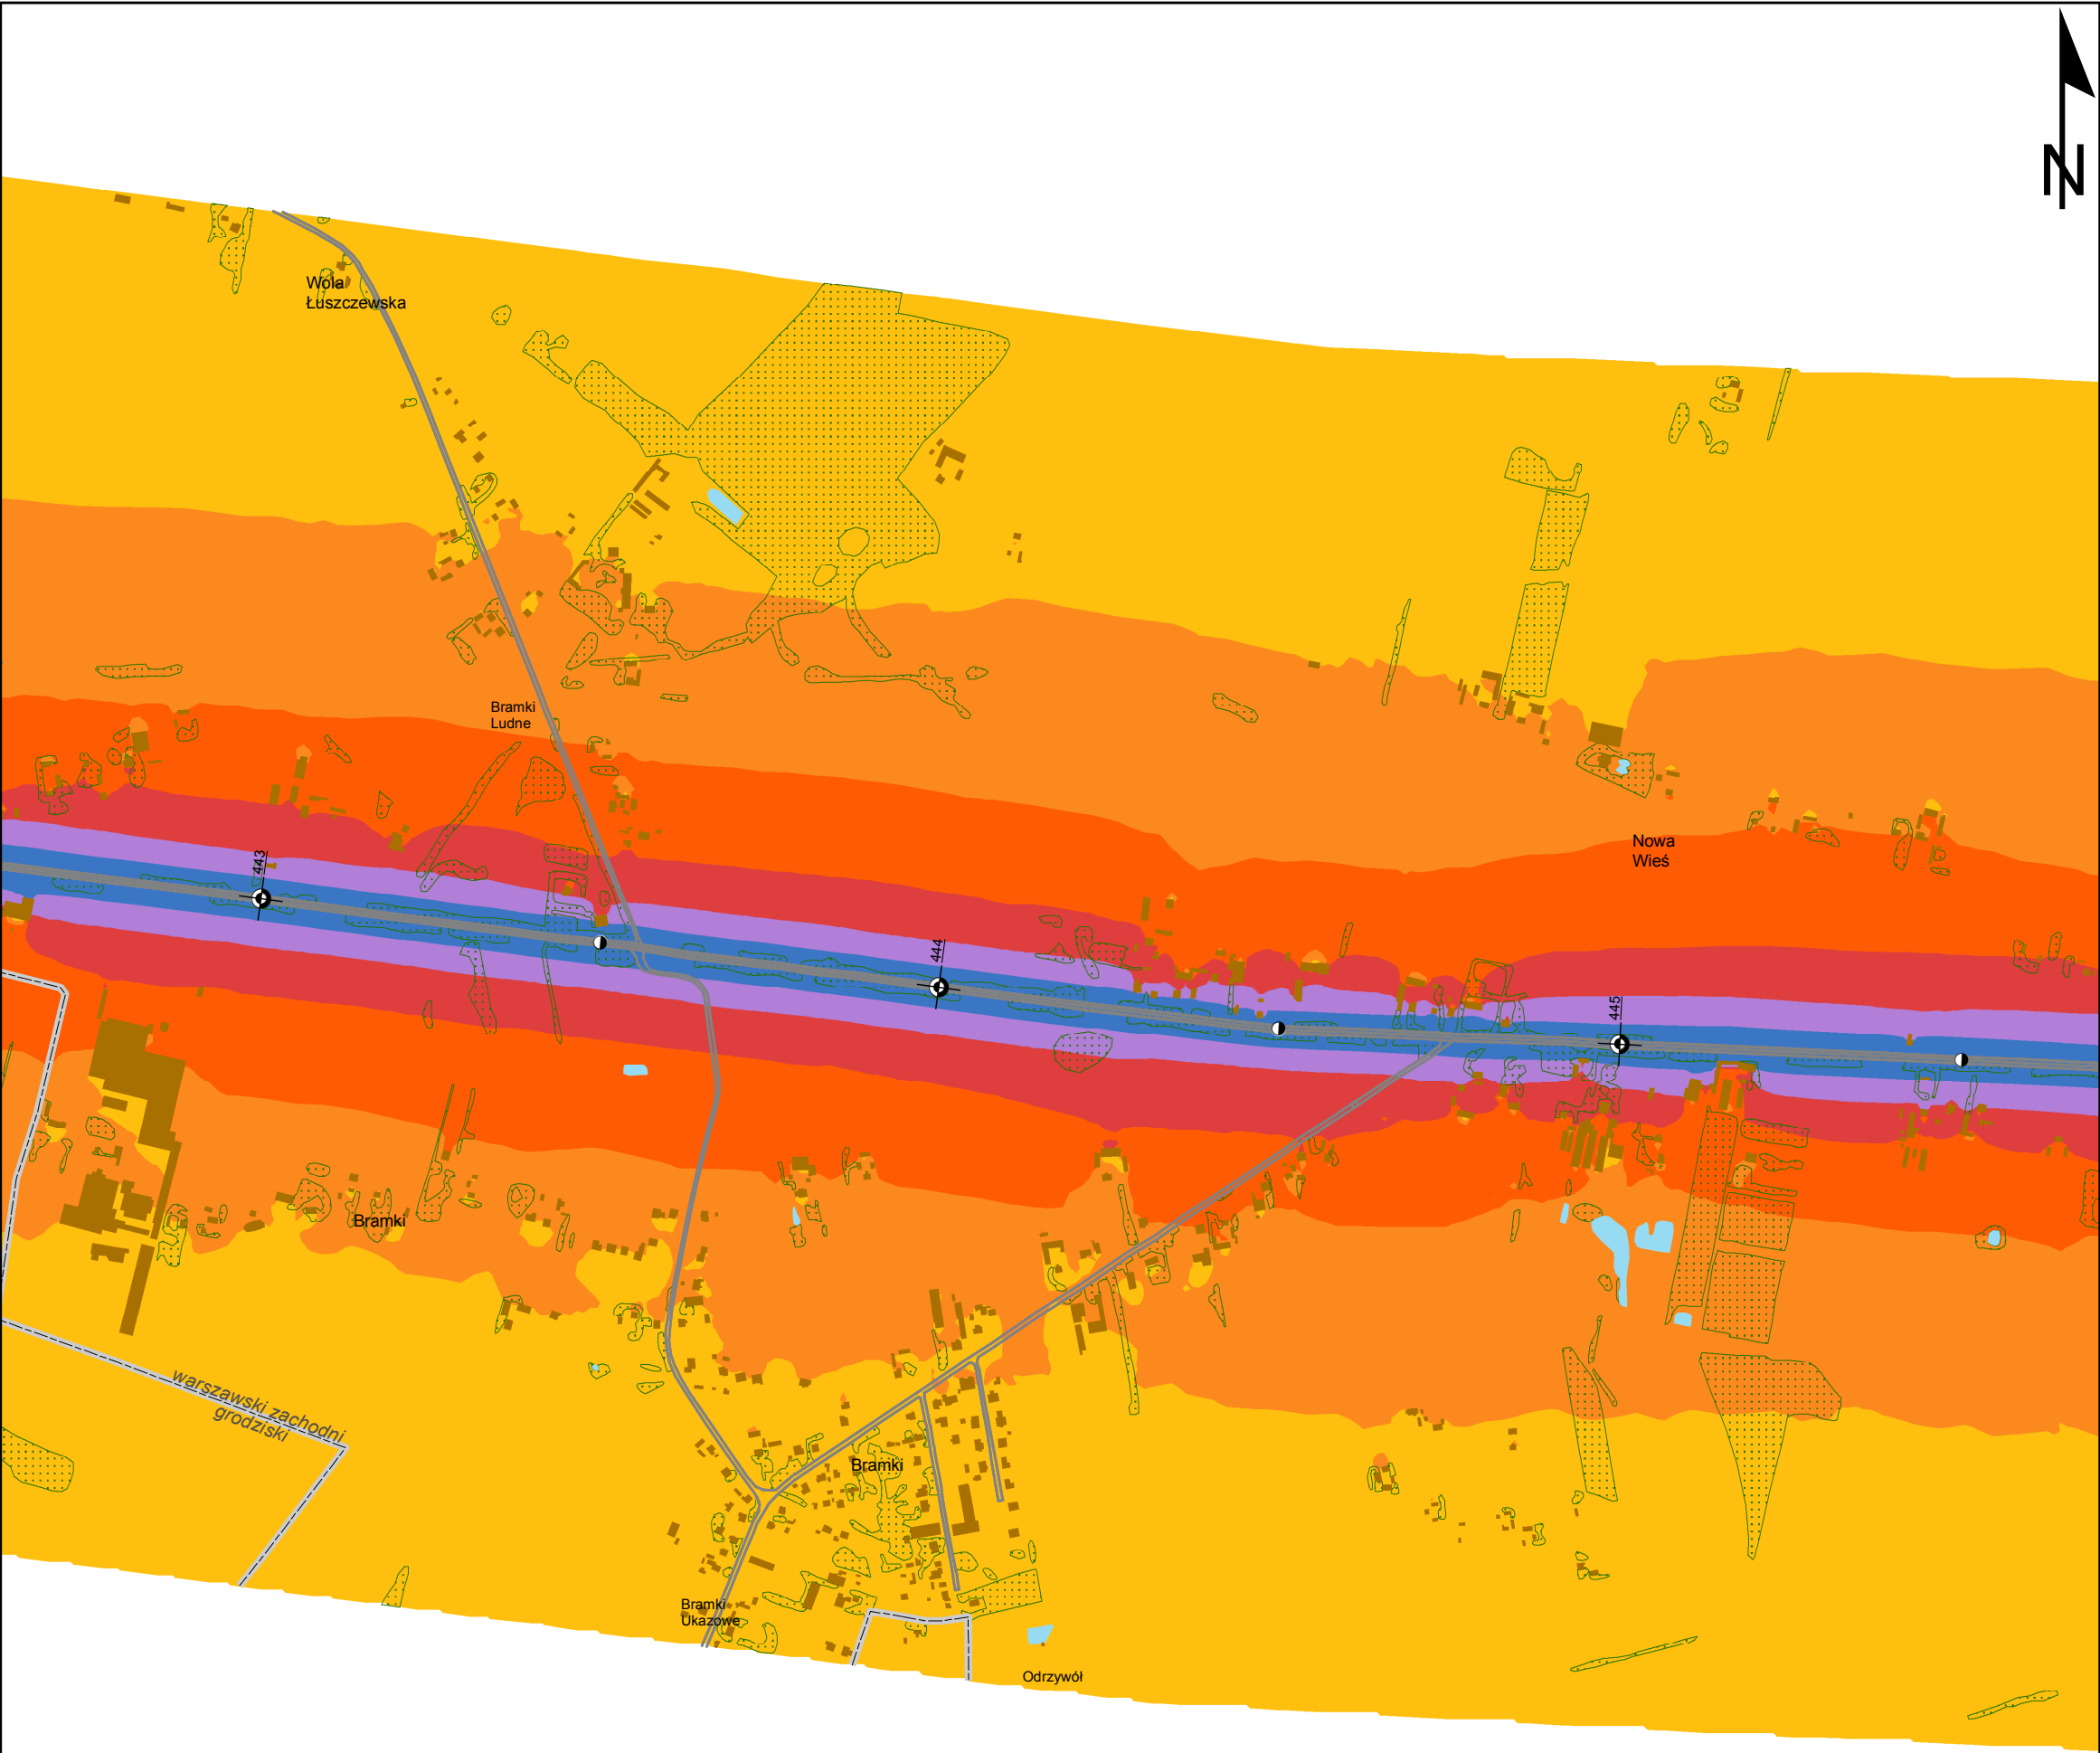 N
Wola
Łuszczewska
Bramki
Ludne
Nowa
Wieś
443
444
445
Bramki
warszawski zachodni
grodziski
Bramki
Bramki
Ukazowe
Odrzywół